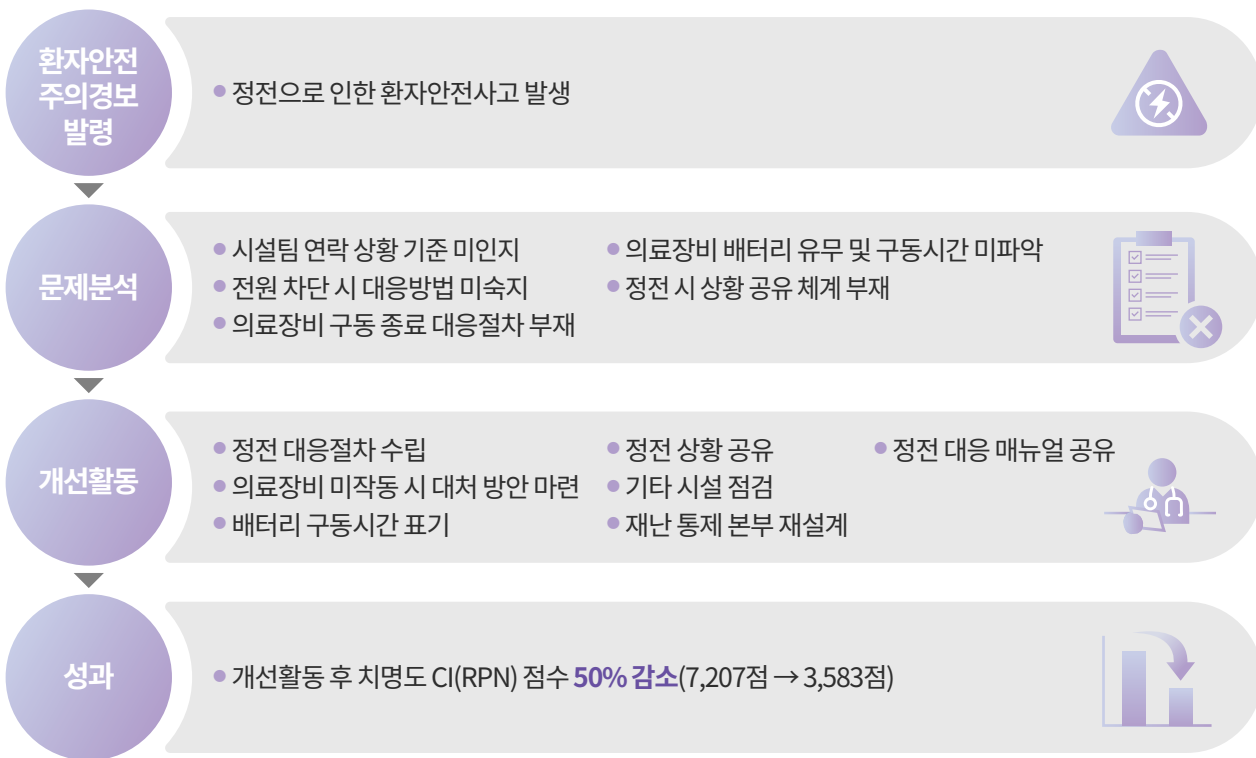 환자안전
주의경보
발령
● 정전으로 인한 환자안전사고 발생
문제분석
● 시설팀 연락 상황 기준 미인지
● 전원 차단 시 대응방법 미숙지
● 의료장비 구동 종료 대응절차 부재
● 의료장비 배터리 유무 및 구동시간 미파악
● 정전 시 상황 공유 체계 부재
개선활동
● 정전 대응절차 수립
● 의료장비 미작동 시 대처 방안 마련
● 배터리 구동시간 표기
● 정전 상황 공유
● 기타 시설 점검
● 재난 통제 본부 재설계
● 정전 대응 매뉴얼 공유
성과
● 개선활동 후 치명도 CI(RPN) 점수 50% 감소(7,207점 → 3,583점)